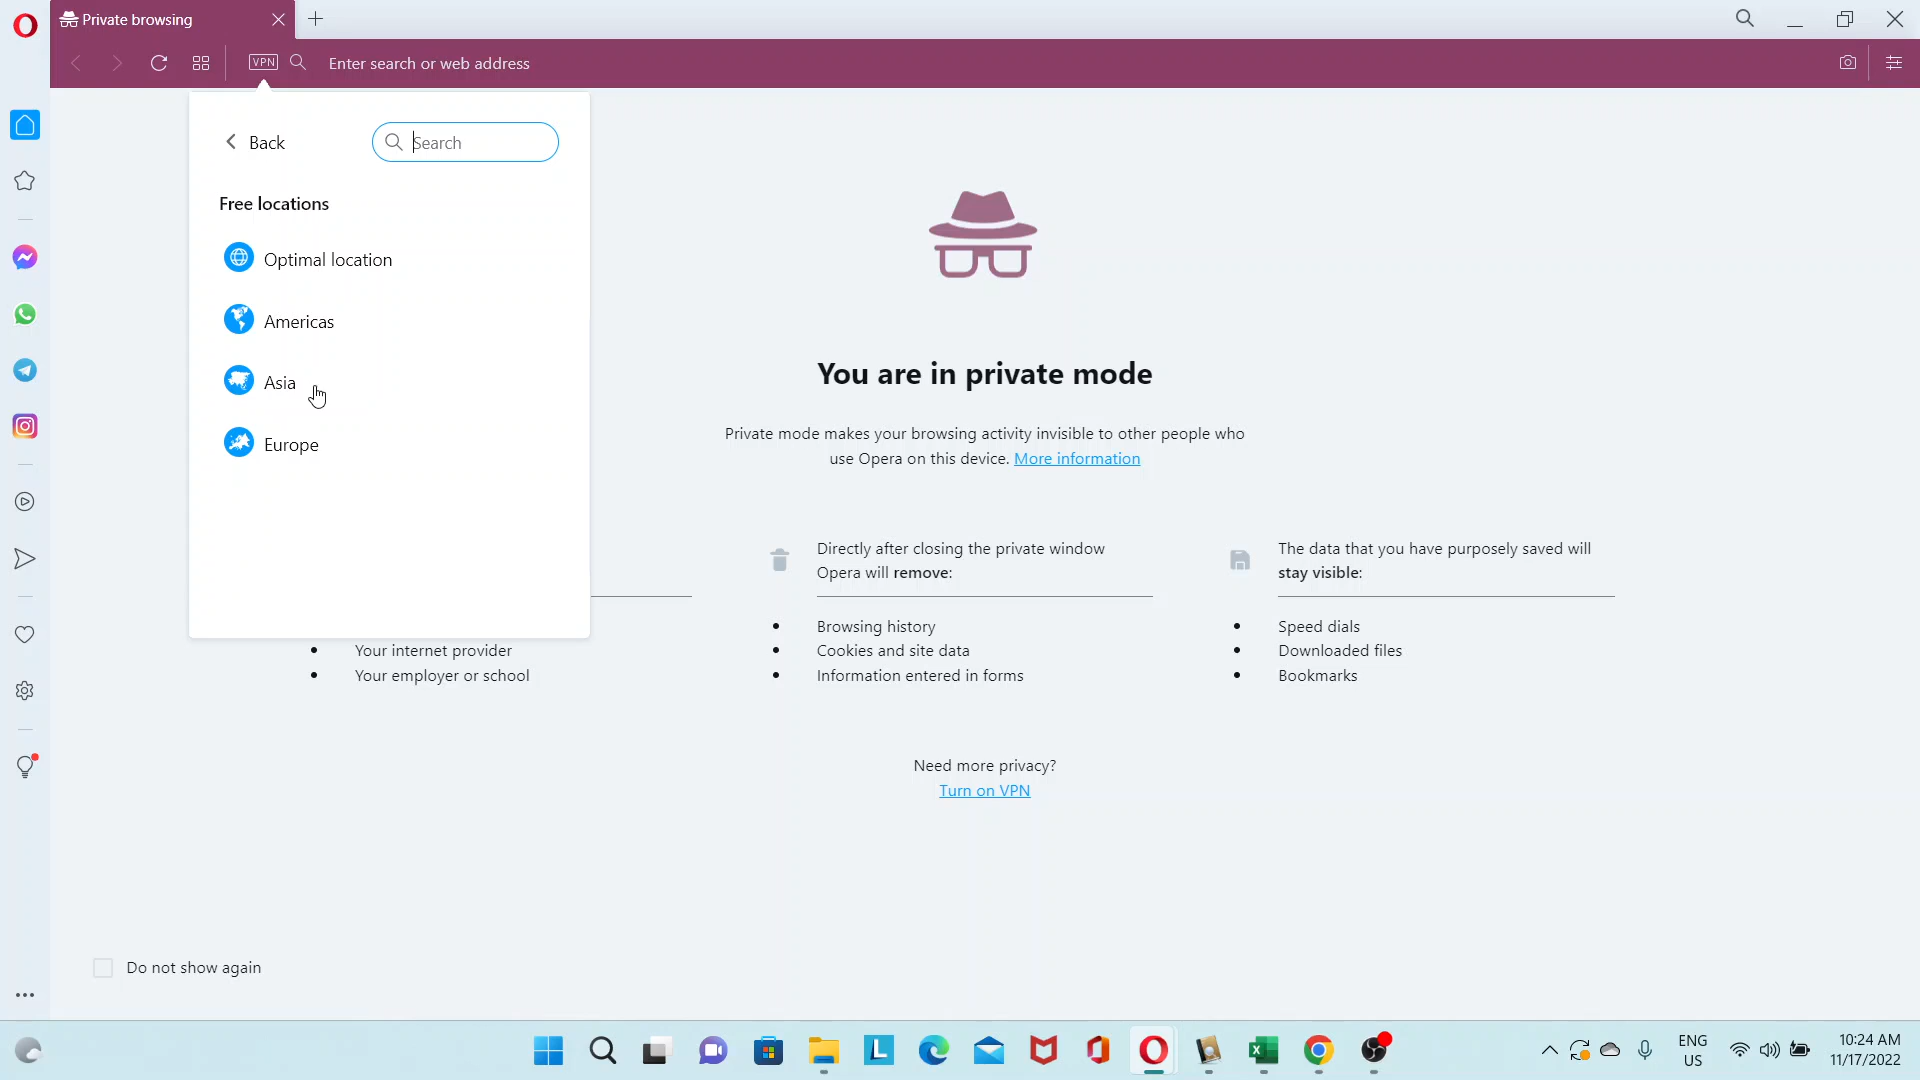 Private browsing
VPN
Enter search or web address
Back
Search
Free locations
Optimal location
Americas
Asia
Europe
You are in private mode
Private mode makes your browsing activity invisible to other people who
use Opera on this device. More information
Your internet provider
Your employer or school
Directly after closing the private window
Opera will remove:
Browsing history
Cookies and site data
Information entered in forms
The data that you have purposely saved will
stay visible:
Speed dials
Downloaded files
Bookmarks
Need more privacy?
Turn on VPN
Do not show again
L
ENG
US
10:24 AM
11/17/2022